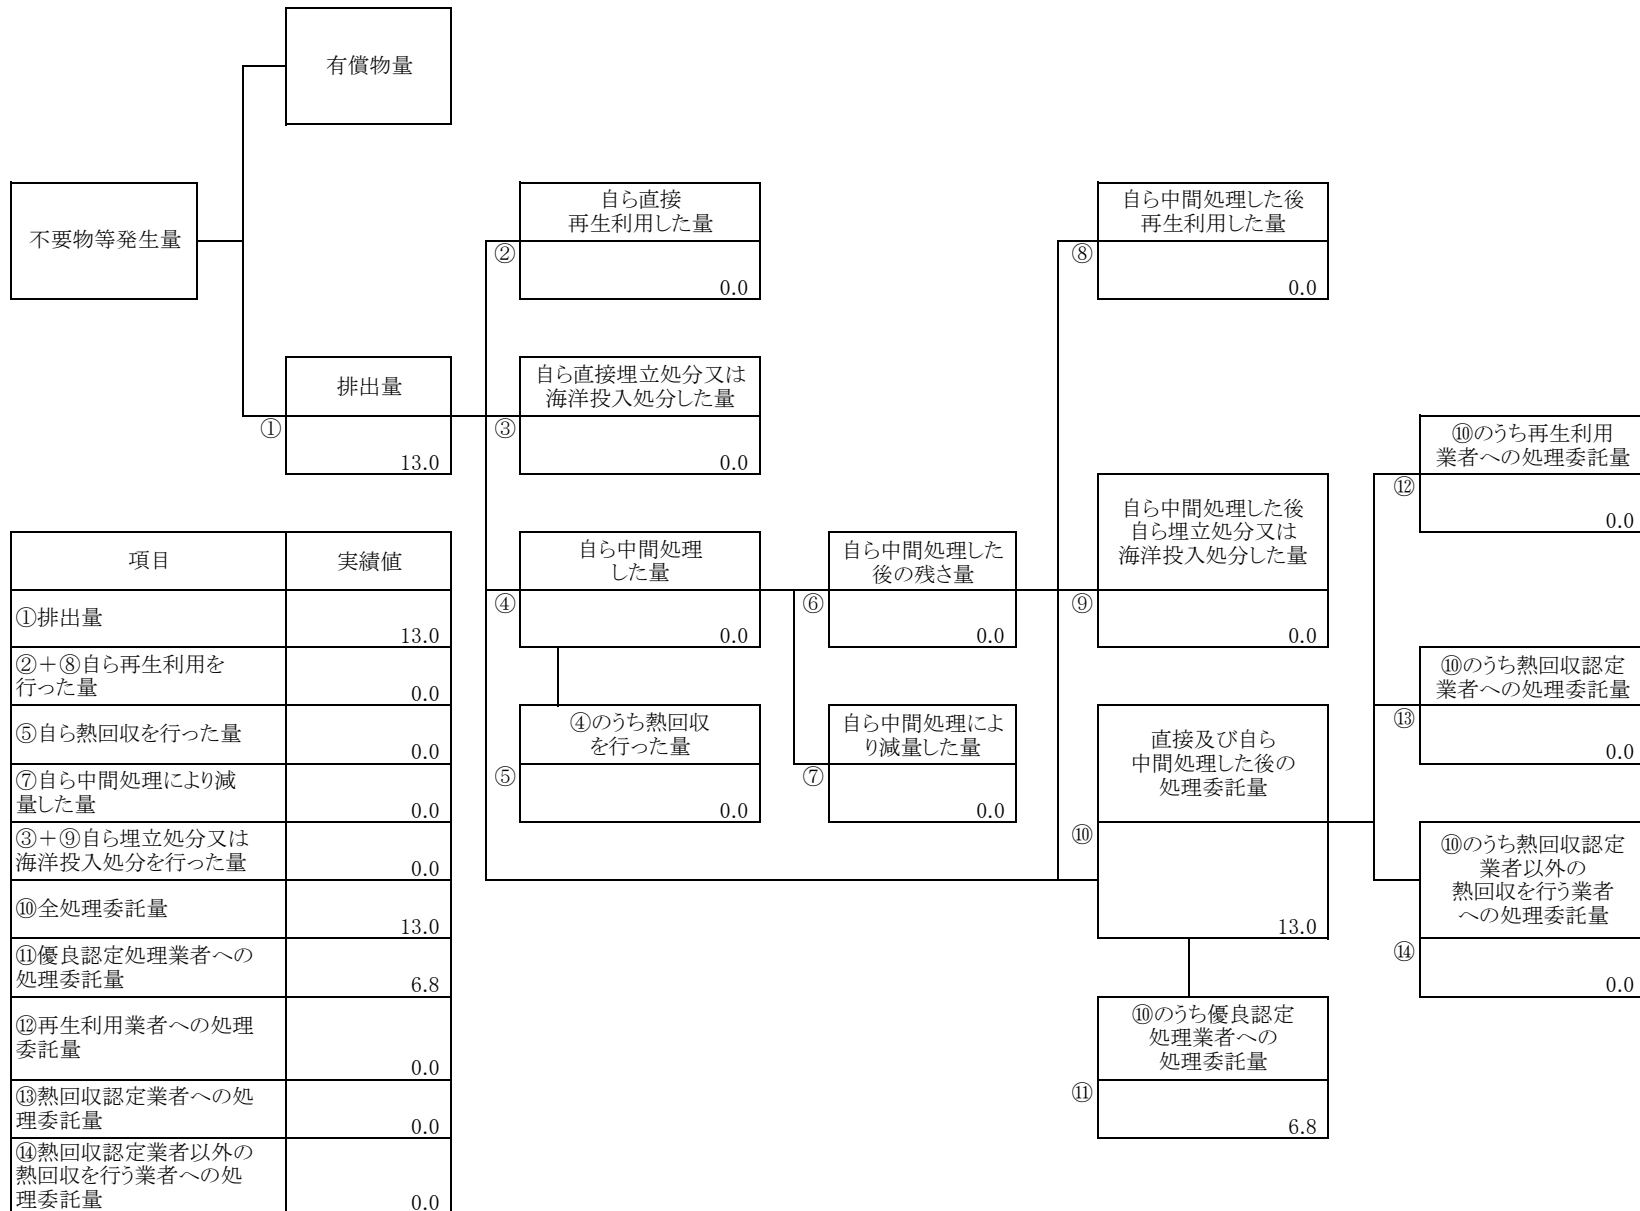 有償物量
不要物等発生量
自ら直接
再生利用した量
②
0.0
自ら中間処理した後
再生利用した量
⑧
0.0
排出量
①
13.0
自ら直接埋立処分又は
海洋投入処分した量
③
0.0
⑩のうち再生利用
業者への処理委託量
⑫
0.0
自ら中間処理
した量
④
0.0
自ら中間処理した
後の残さ量
⑥
0.0
自ら中間処理した後
自ら埋立処分又は
海洋投入処分した量
⑨
0.0
⑩のうち熱回収認定
業者への処理委託量
⑬
0.0
④のうち熱回収
を行った量
⑤
0.0
自ら中間処理によ
り減量した量
⑦
0.0
直接及び自ら
中間処理した後の
処理委託量
⑩
13.0
⑩のうち熱回収認定
業者以外の
熱回収を行う業者
への処理委託量
⑭
0.0
⑩のうち優良認定
処理業者への
処理委託量
⑪
6.8
項目 実績値
①排出量
13.0
②＋⑧自ら再生利用を
行った量
0.0
⑤自ら熱回収を行った量
0.0
⑦自ら中間処理により減
量した量
0.0
③＋⑨自ら埋立処分又は
海洋投入処分を行った量
0.0
⑩全処理委託量
13.0
⑪優良認定処理業者への
処理委託量
6.8
⑫再生利用業者への処理
委託量
0.0
⑬熱回収認定業者への処
理委託量
0.0
⑭熱回収認定業者以外の
熱回収を行う業者への処
理委託量
0.0